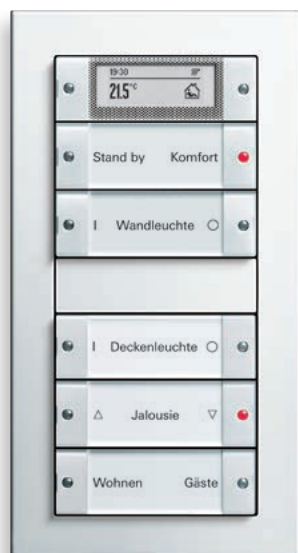 19:30
21.5°C
Stand by Komfort
I Wandleuchte O
I Deckenleuchte O
△ Jalousie ▽
Wohnen Gäste